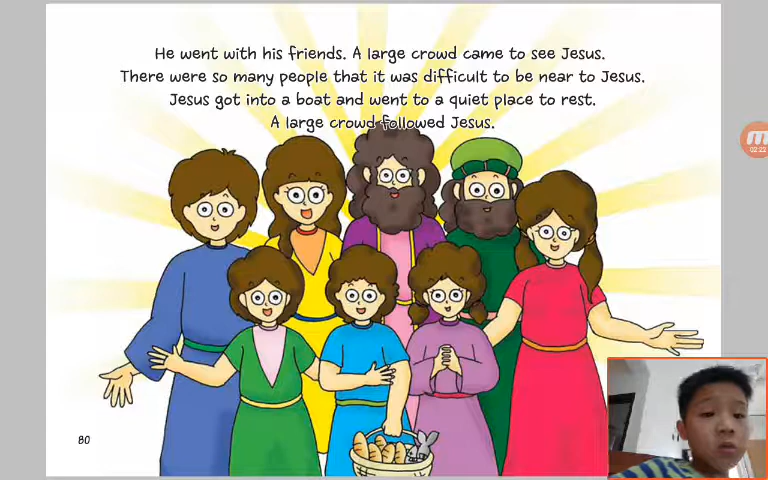 He went with his friends. A large crowd came to see Jesus.
There were so many people that it was difficult to be near to Jesus.
Jesus got into a boat and went to a quiet place to rest.
A large crowd followed Jesus.
80
02:22